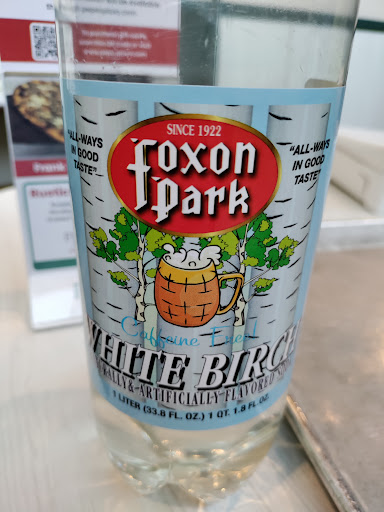 SINCE 1922
Foxon
Park
"ALL-WAYS
IN GOOD
TASTE"
"ALL-WAYS
IN GOOD
TASTE"
Caffeine Free!
WHITE BIRCH
& ARTIFICIALLY FLAVORED
1 LITER (33.8 FL. OZ.) 1 QT. 1.8 FL. OZ.